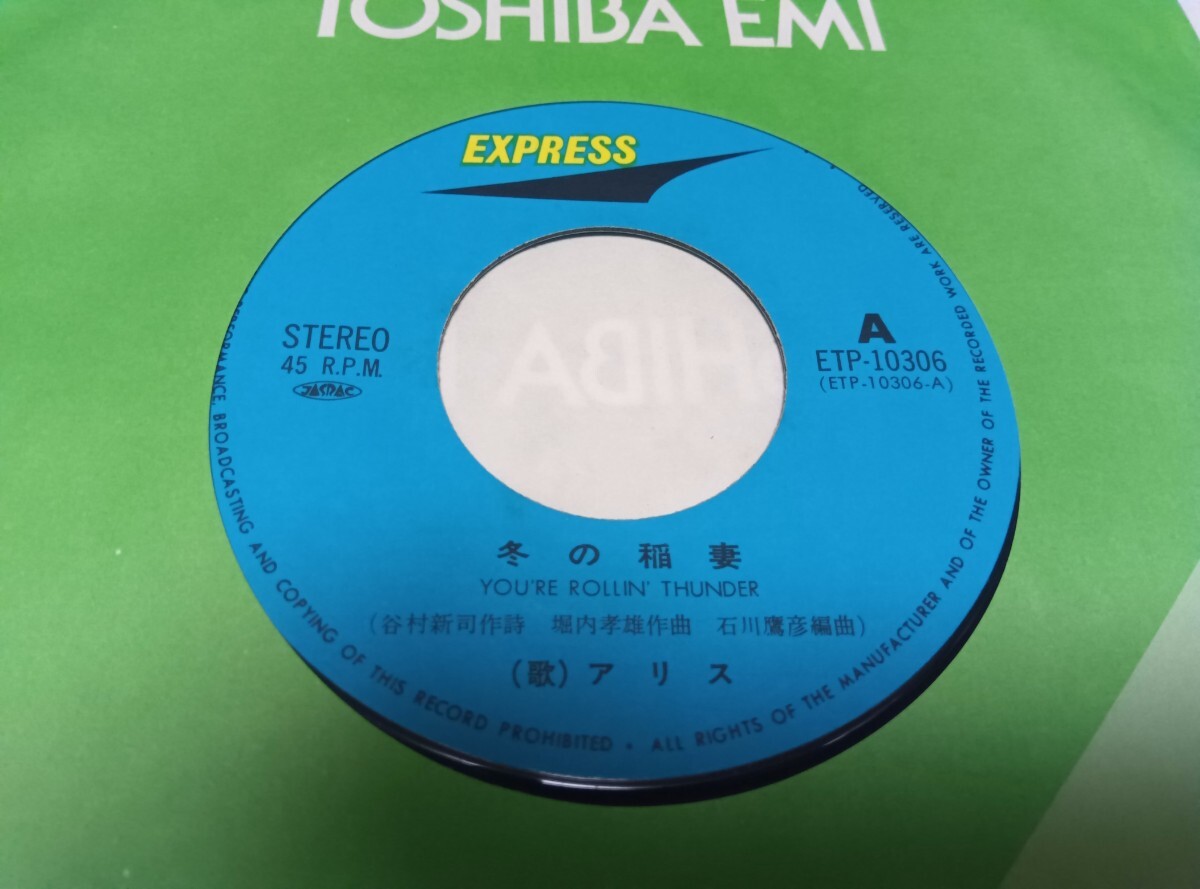 TOSHIBA EMI
EXPRESS
STEREO
45 R.P.M.
JASRAC
A
ETP-10306
(ETP-10306-A)
HIBA
冬の稲妻
YOU'RE ROLLIN' THUNDER
(谷村新司作詩 堀内孝雄作曲 石川鷹彦編曲)
(歌)アリス
PERFORMANCE, BROADCASTING AND COPYING OF THIS RECORD PROHIBITED • ALL RIGHTS OF THE MANUFACTURER AND OF THE OWNER OF THE RECORDED WORK ARE RESERVED